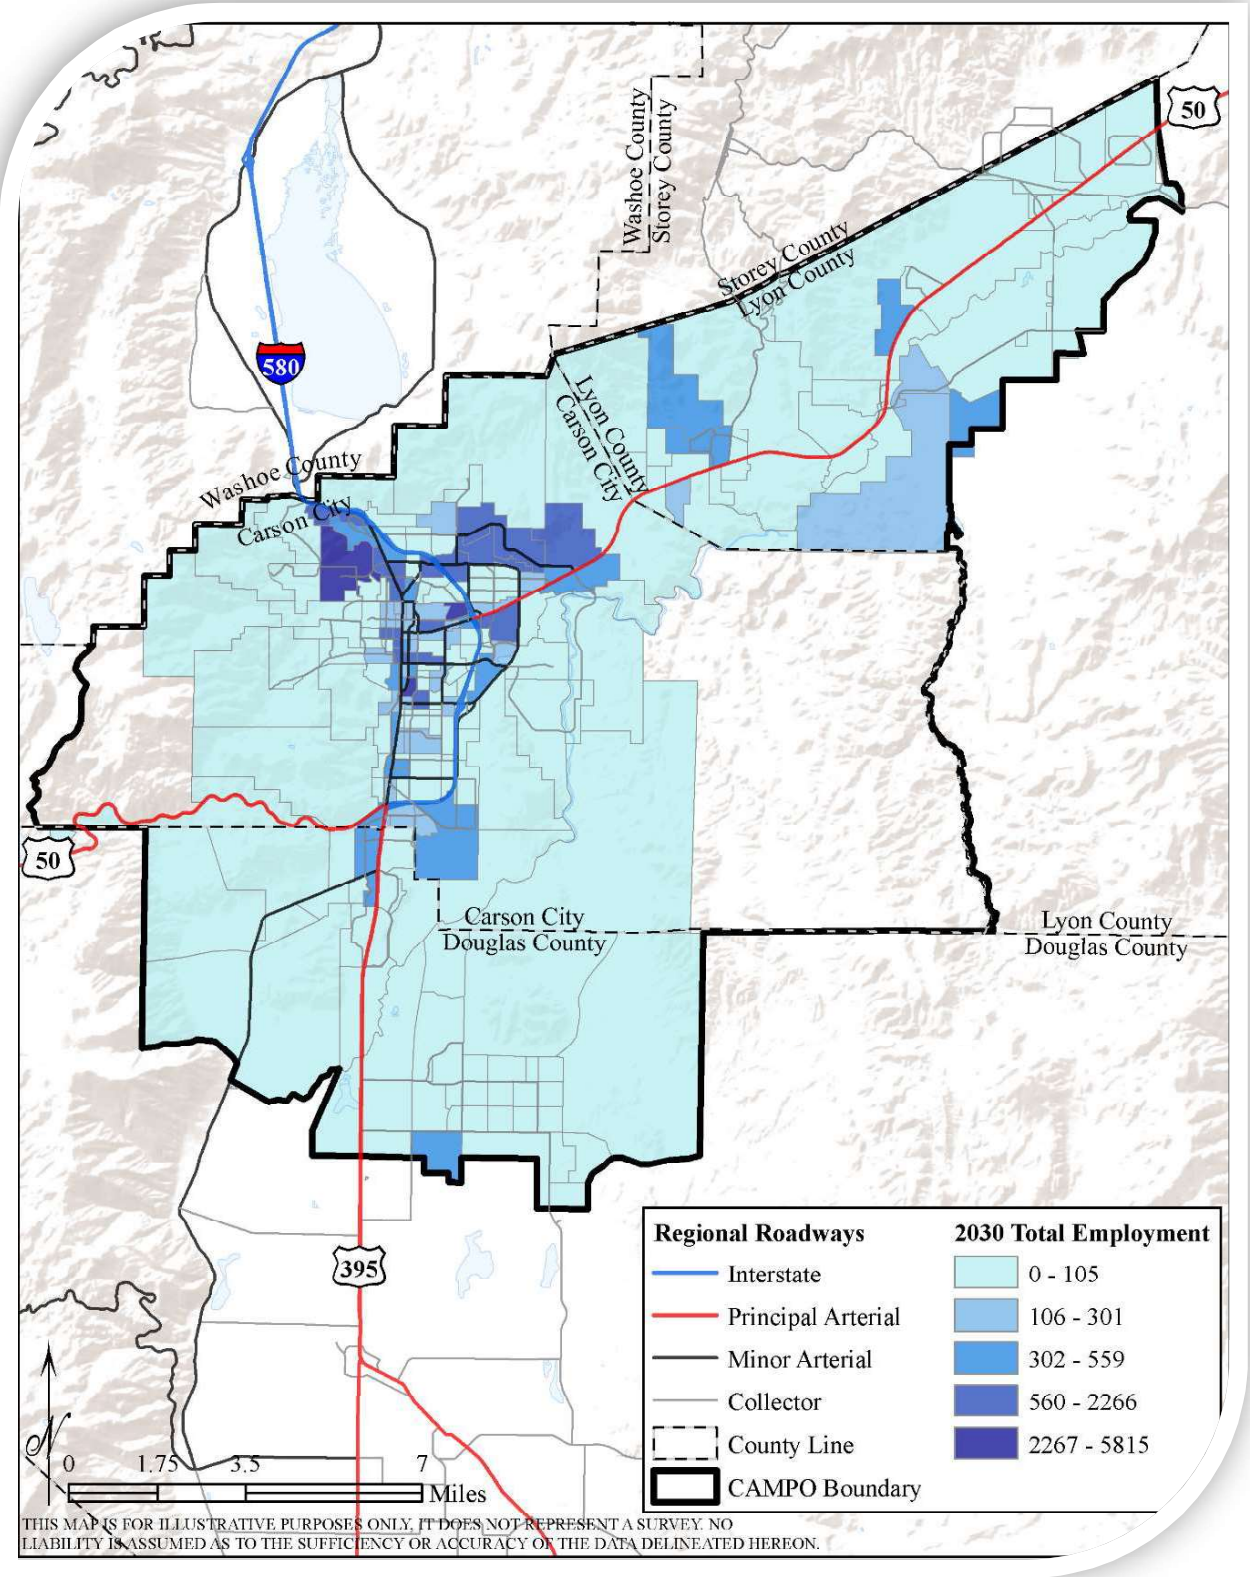 50
Washoe County
Storey County
Storey County
Lyon County
580
Lyon County
Carson City
Washoe County
Carson City
50
Carson City
Douglas County
Lyon County
Douglas County
395
Regional Roadways
Interstate
Principal Arterial
Minor Arterial
Collector
County Line
CAMPO Boundary
2030 Total Employment
0 - 105
106 - 301
302 - 559
560 - 2266
2267 - 5815
N
0 1.75 3.5 7
Miles
THIS MAP IS FOR ILLUSTRATIVE PURPOSES ONLY, IT DOES NOT REPRESENT A SURVEY. NO
LIABILITY IS ASSUMED AS TO THE SUFFICIENCY OR ACCURACY OF THE DATA DELINEATED HEREON.